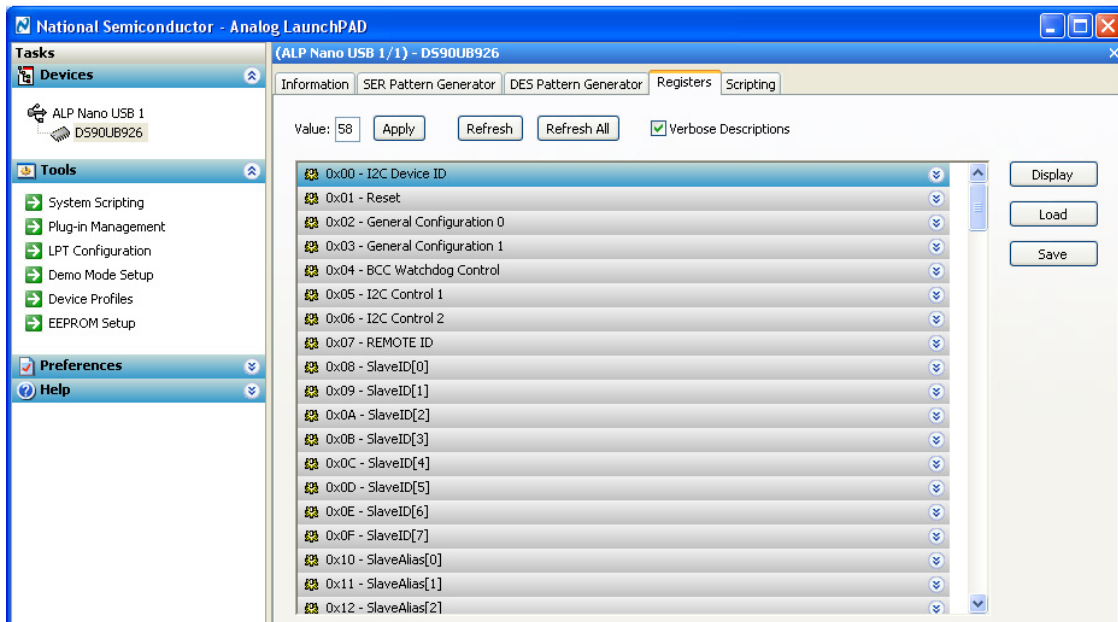 National Semiconductor - Analog LaunchPAD
Tasks
Devices
ALP Nano USB 1
DS90UB926
Tools
System Scripting
Plug-in Management
LPT Configuration
Demo Mode Setup
Device Profiles
EEPROM Setup
Preferences
Help
(ALP Nano USB 1/1) - DS90UB926
Information SER Pattern Generator DES Pattern Generator Registers Scripting
Value: 58 Apply Refresh Refresh All Verbose Descriptions
0x00 - I2C Device ID
0x01 - Reset
0x02 - General Configuration 0
0x03 - General Configuration 1
0x04 - BCC Watchdog Control
0x05 - I2C Control 1
0x06 - I2C Control 2
0x07 - REMOTE ID
0x08 - SlaveID[0]
0x09 - SlaveID[1]
0x0A - SlaveID[2]
0x0B - SlaveID[3]
0x0C - SlaveID[4]
0x0D - SlaveID[5]
0x0E - SlaveID[6]
0x0F - SlaveID[7]
0x10 - SlaveAlias[0]
0x11 - SlaveAlias[1]
0x12 - SlaveAlias[2]
Display
Load
Save